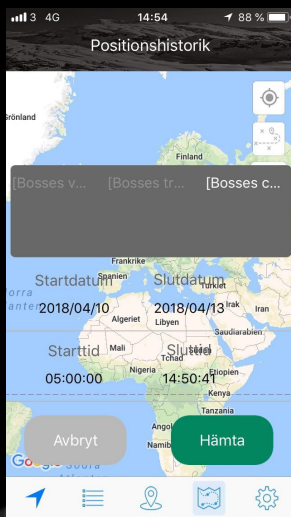 3 4G 14:54 88 %
Positionshistorik
Grönland
Finland
[Bosses v... [Bosses tr... [Bosses c...
Frankrike
Spanien
Turkiet
Startdatum Slutdatum
2018/04/10 2018/04/13
Irak Iran
Algeriet
Libyen
Saudiarabien
Starttid Sluttid
Mali
Tchad
Nigeria
Etiopien
05:00:00 14:50:41
Kenya
Tanzania
Angola
Namibia
Avbryt Hämta
Google